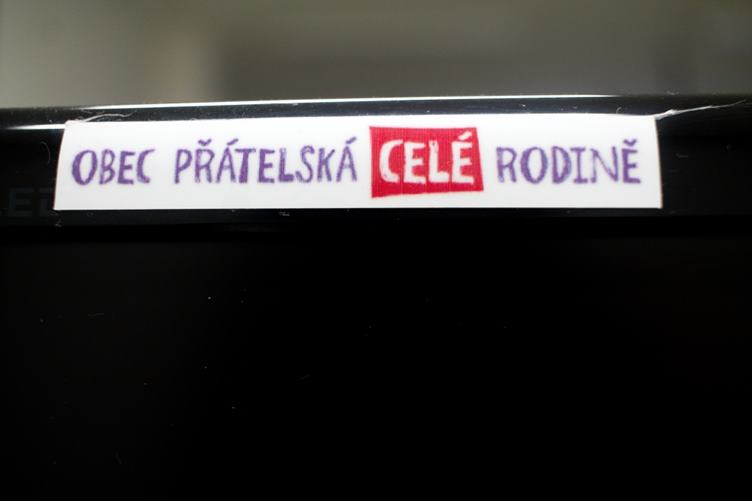 OBEC PŘÁTELSKÁ CELÉ RODINĚ